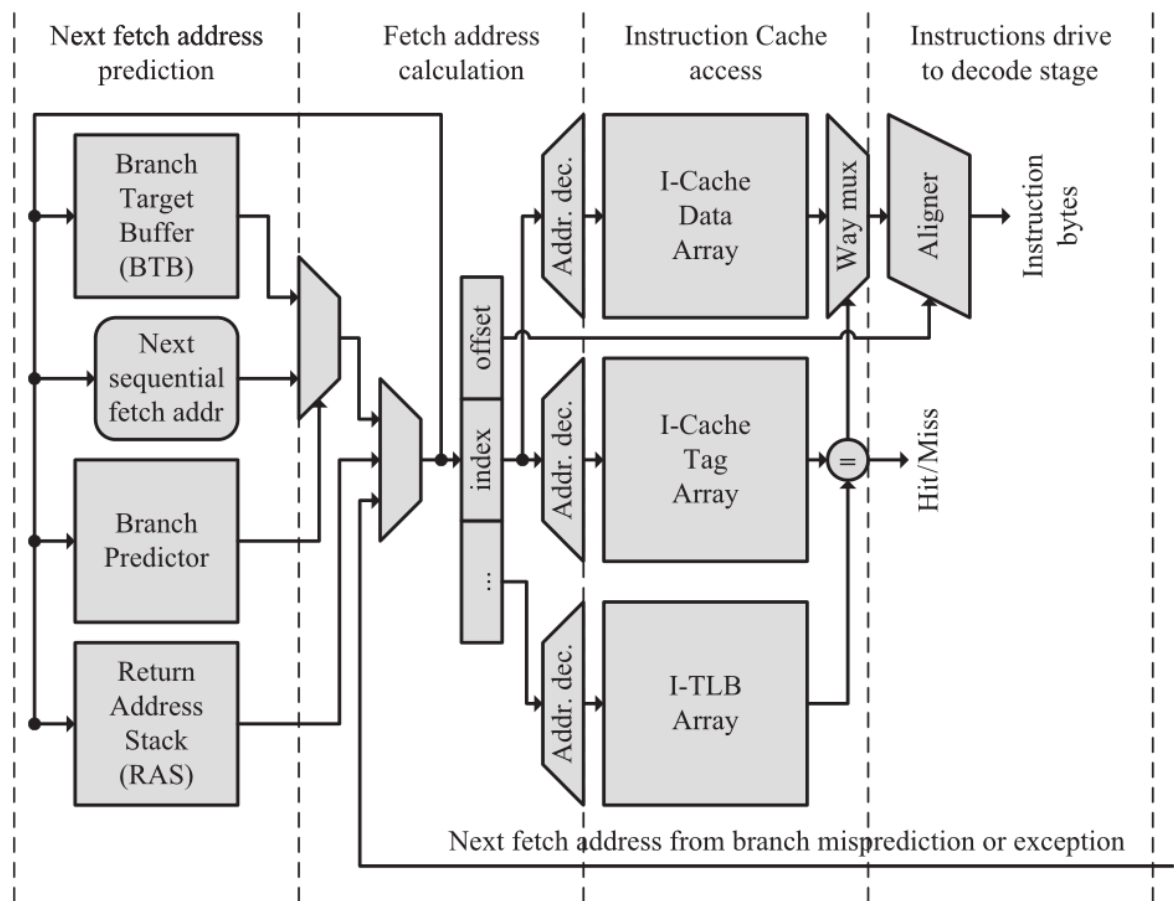 Next fetch address
prediction
Fetch address
calculation
Instruction Cache
access
Instructions drive
to decode stage
Branch
Target
Buffer
(BTB)
Next
sequential
fetch addr
Branch
Predictor
Return
Address
Stack
(RAS)
offset
index
...
Addr. dec.
I-Cache
Data
Array
Way mux
Aligner
Instruction
bytes
Addr. dec.
I-Cache
Tag
Array
=
Hit/Miss
Addr. dec.
I-TLB
Array
Next fetch address from branch misprediction or exception